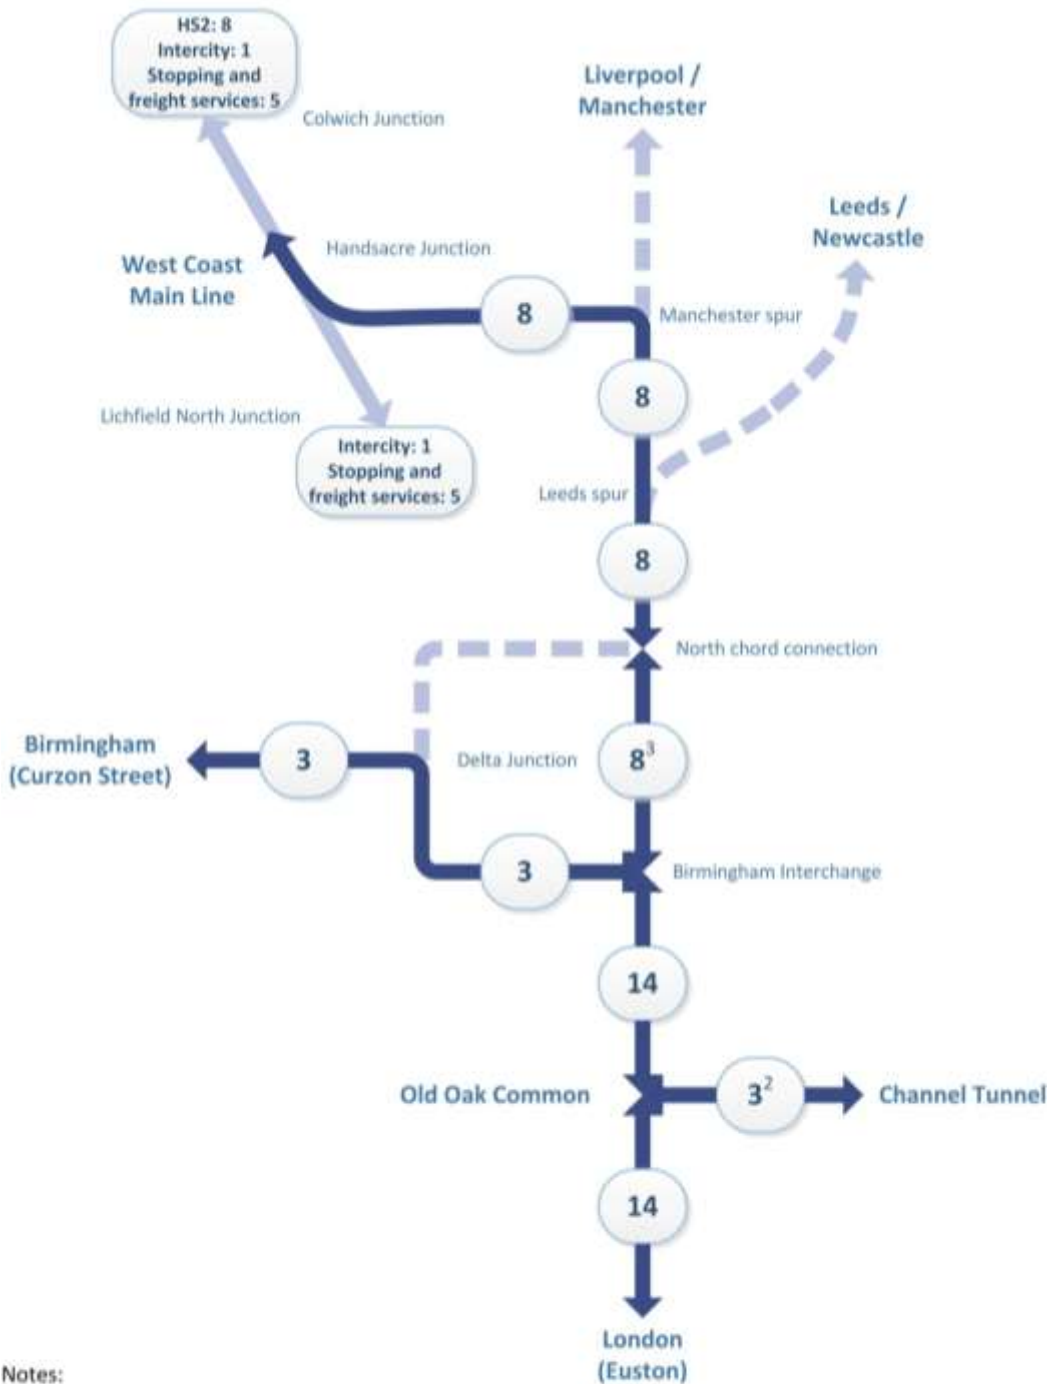 HS2: 8
Intercity: 1
Stopping and
freight services: 5
Colwich Junction
Liverpool /
Manchester
Leeds /
Newcastle
Handsacre Junction
West Coast
Main Line
8
Manchester spur
8
Lichfield North Junction
Intercity: 1
Stopping and
freight services: 5
Leeds spur
8
North chord connection
Birmingham
(Curzon Street)
3
Delta Junction
8³
3
Birmingham Interchange
14
Old Oak Common
3²
Channel Tunnel
14
London
(Euston)
Notes: